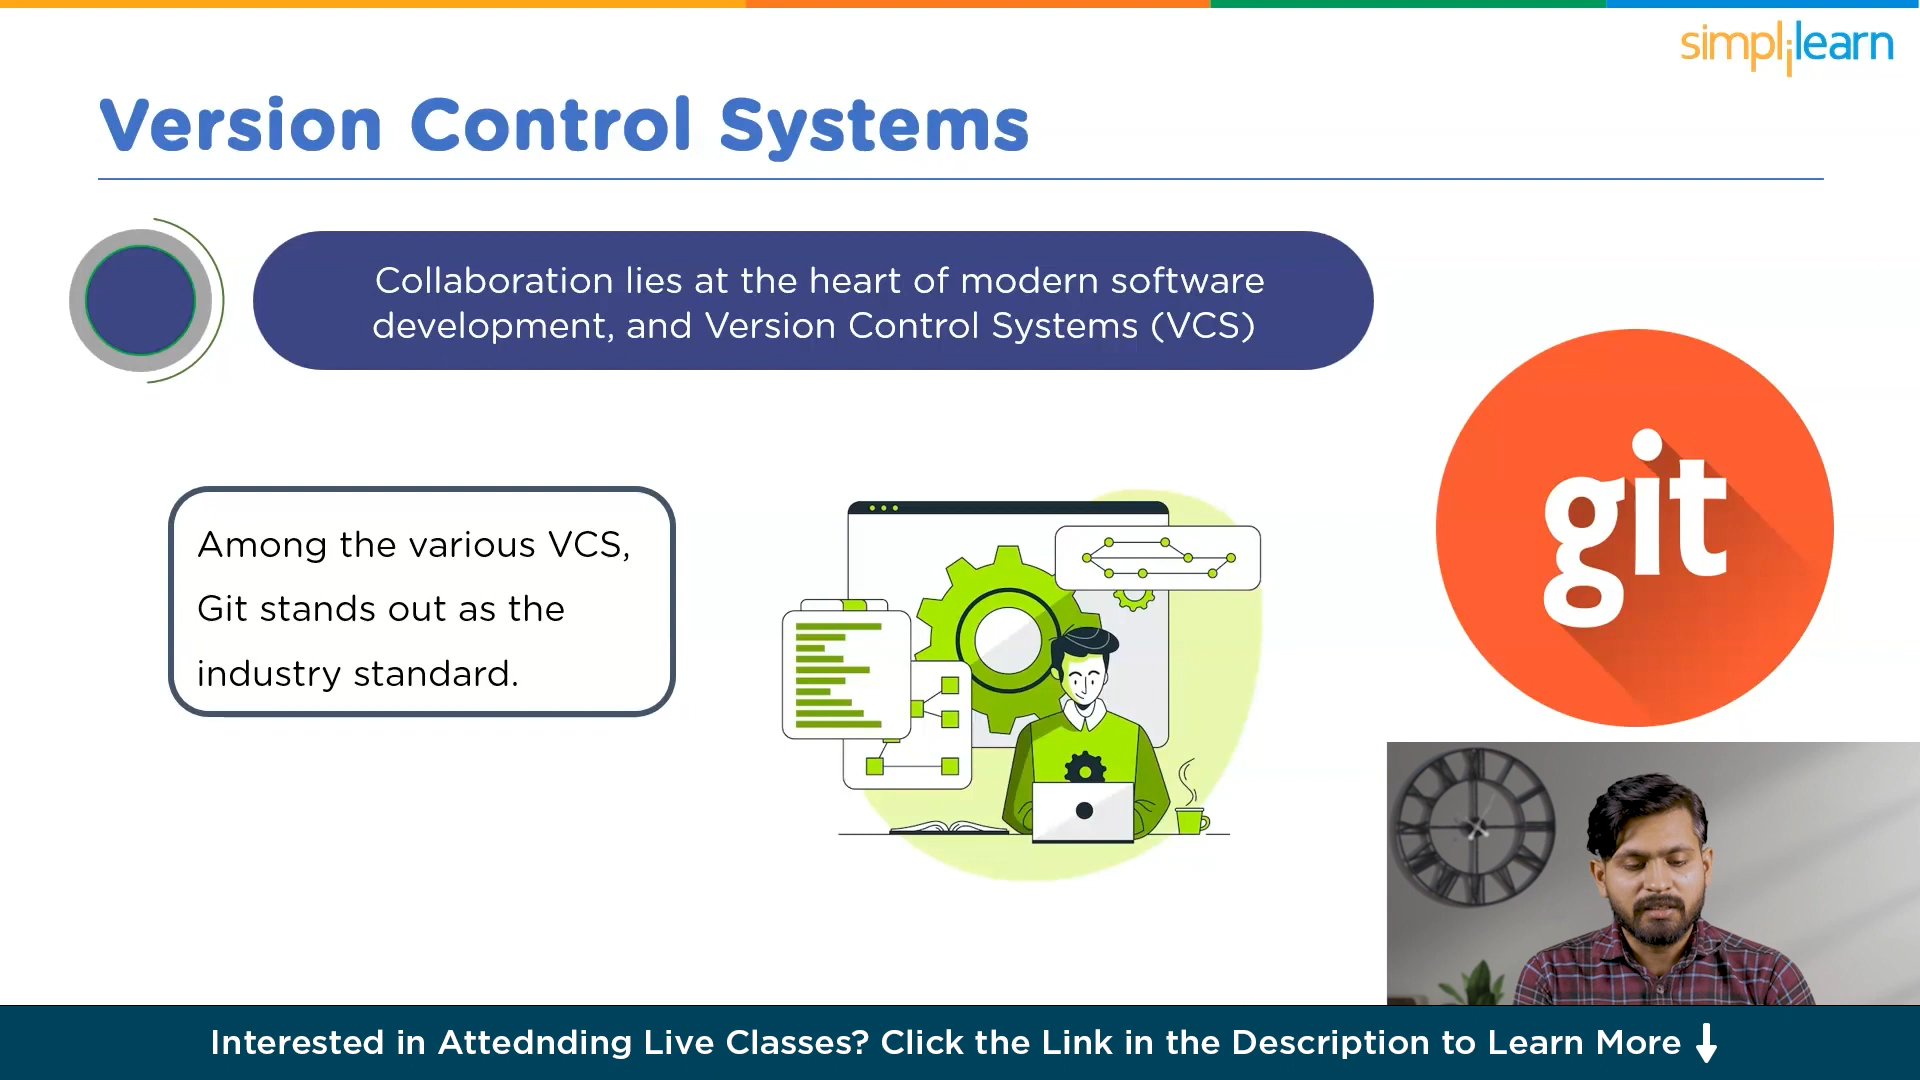 simplilearn
Version Control Systems
Collaboration lies at the heart of modern software
development, and Version Control Systems (VCS)
Among the various VCS,
Git stands out as the
industry standard.
git
Interested in Attednding Live Classes? Click the Link in the Description to Learn More